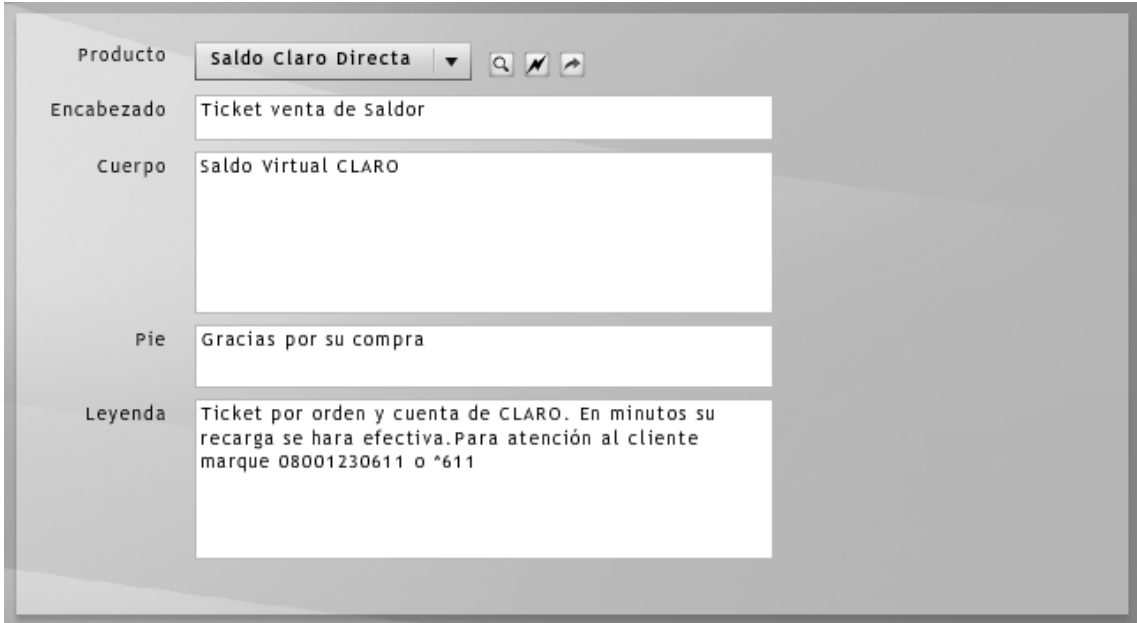 Producto Saldo Claro Directa
Encabezado Ticket venta de Saldor
Cuerpo Saldo Virtual CLARO
Pie Gracias por su compra
Leyenda Ticket por orden y cuenta de CLARO. En minutos su
recarga se hara efectiva.Para atención al cliente
marque 08001230611 o *611